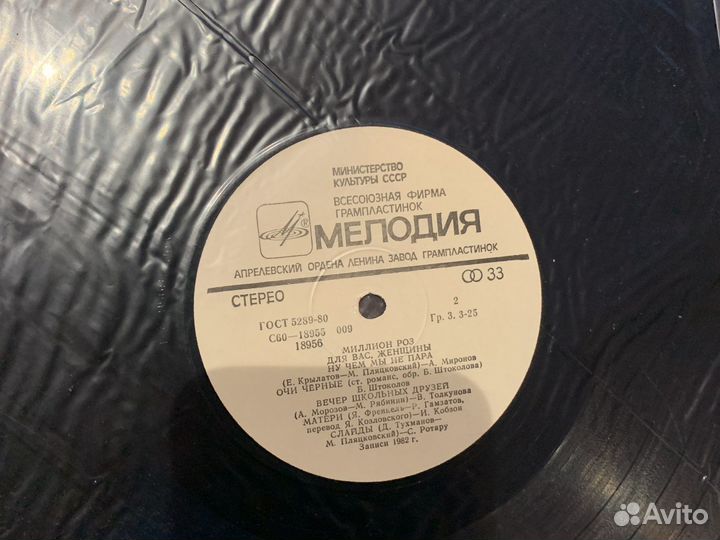 МИНИСТЕРСТВО
КУЛЬТУРЫ СССР
ВСЕСОЮЗНАЯ ФИРМА
ГРАМПЛАСТИНОК
МЕЛОДИЯ
АПРЕЛЕВСКИЙ ОРДЕНА ЛЕНИНА ЗАВОД ГРАМПЛАСТИНОК
СТЕРЕО 33
ГОСТ 5289-80 2
С60—18955 009 Гр. 3. 3-25
18956
МИЛЛИОН РОЗ
ДЛЯ ВАС, ЖЕНЩИНЫ
НУ ЧЕМ МЫ НЕ ПАРА
(Е. Крылатов—М. Пляцковский)—А. Миронов
ОЧИ ЧЕРНЫЕ (ст. романс, обр. Б. Штоколова)
Б. Штоколов
ВЕЧЕР ШКОЛЬНЫХ ДРУЗЕЙ
(А. Морозов—М. Рябинин)—В. Толкунова
МАТЕРИ (Я. Френкель—Р. Гамзатов,
перевод Я. Козловского)—И. Кобзон
СЛАЙДЫ (Д. Тухманов—
М. Пляцковский)—С. Ротару
Записи 1982 г.
Avito